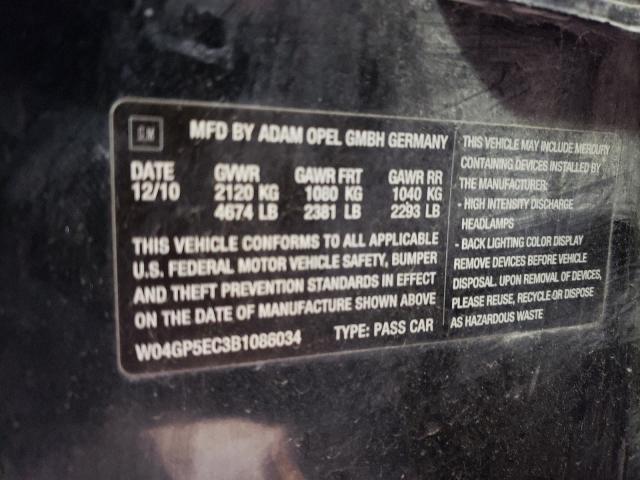 GM
MFD BY ADAM OPEL GMBH GERMANY
DATE GVWR GAWR FRT GAWR RR
12/10 2120 KG 1080 KG 1040 KG
4674 LB 2381 LB 2293 LB
THIS VEHICLE CONFORMS TO ALL APPLICABLE
U.S. FEDERAL MOTOR VEHICLE SAFETY, BUMPER
AND THEFT PREVENTION STANDARDS IN EFFECT
ON THE DATE OF MANUFACTURE SHOWN ABOVE
W04GP5EC3B1086034 TYPE: PASS CAR
THIS VEHICLE MAY INCLUDE MERCURY
CONTAINING DEVICES INSTALLED BY
THE MANUFACTURER:
- HIGH INTENSITY DISCHARGE
HEADLAMPS
- BACK LIGHTING COLOR DISPLAY
REMOVE DEVICES BEFORE VEHICLE
DISPOSAL. UPON REMOVAL OF DEVICES,
PLEASE REUSE, RECYCLE OR DISPOSE
AS HAZARDOUS WASTE